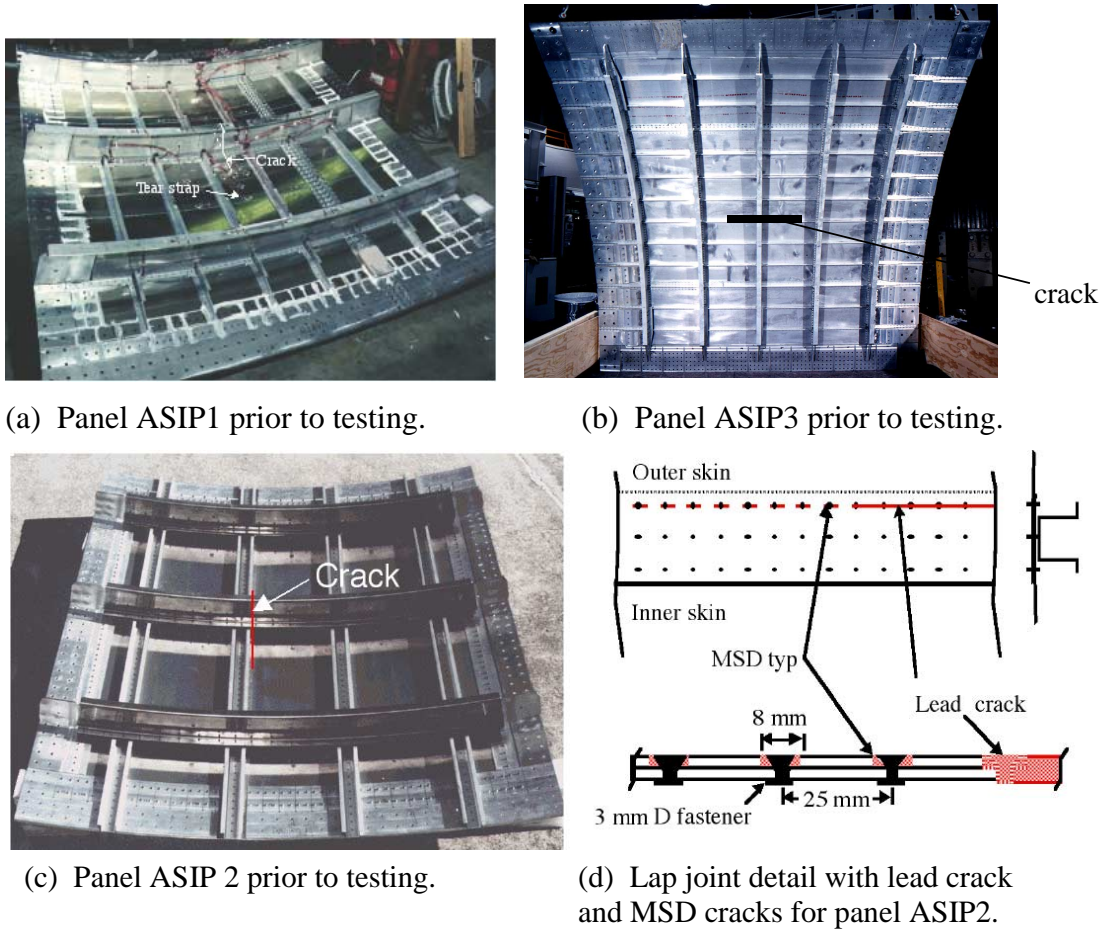 Crack
Tear strap
crack
(a) Panel ASIP1 prior to testing.
(b) Panel ASIP3 prior to testing.
Crack
(c) Panel ASIP 2 prior to testing.
Outer skin
Inner skin
MSD typ
Lead crack
8 mm
25 mm
3 mm D fastener
(d) Lap joint detail with lead crack
and MSD cracks for panel ASIP2.